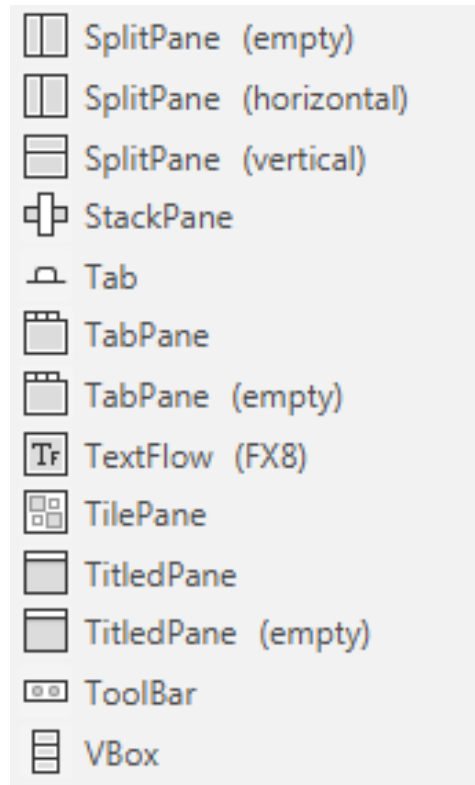 SplitPane (empty)
SplitPane (horizontal)
SplitPane (vertical)
StackPane
Tab
TabPane
TabPane (empty)
TF TextFlow (FX8)
TilePane
TitledPane
TitledPane (empty)
ToolBar
VBox